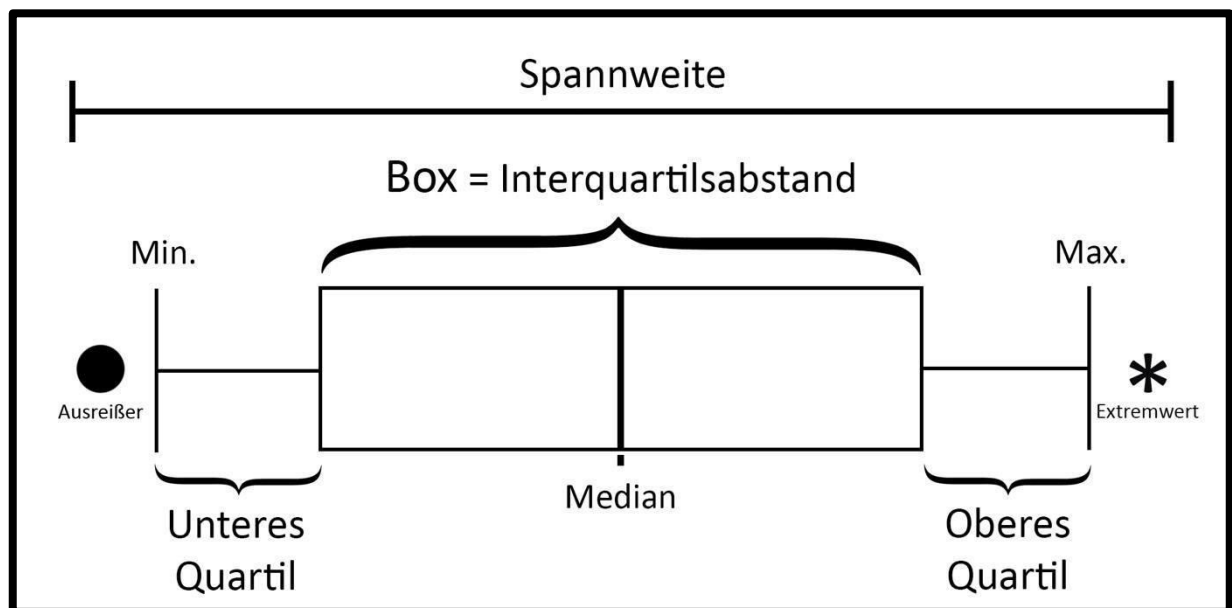 Spannweite
Box = Interquartilsabstand
Min.
Max.
Ausreißer
Extremwert
Median
Unteres
Quartil
Oberes
Quartil